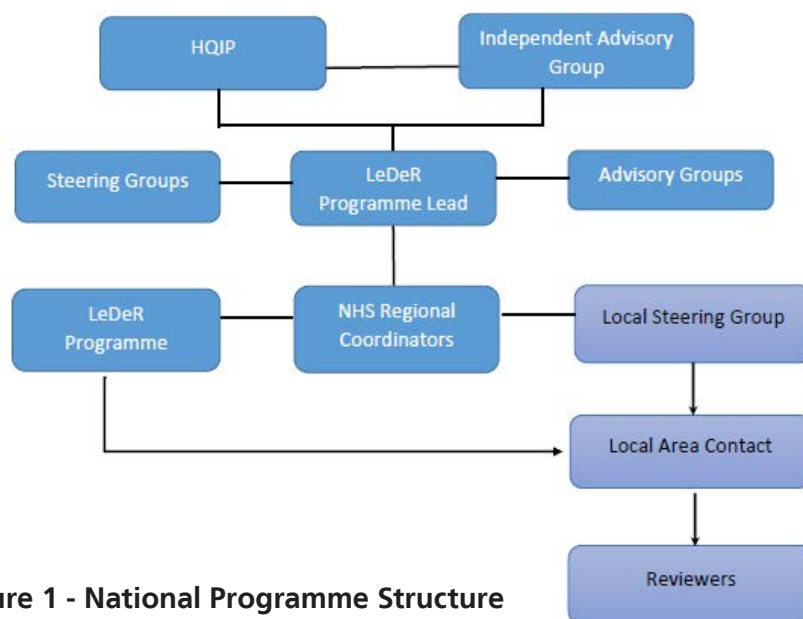 HQIP
Independent Advisory
Group
Steering Groups
LeDeR
Programme Lead
Advisory Groups
LeDeR
Programme
NHS Regional
Coordinators
Local Steering Group
Local Area Contact
Reviewers
ure 1 - National Programme Structure